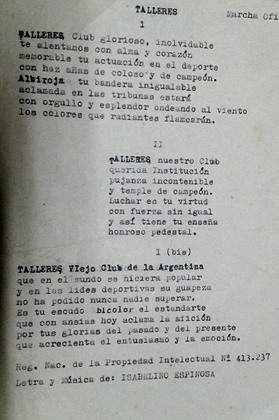 TALLERES
Marcha Ofi
I
TALLERES Club glorioso, inolvidable
te alentamos con alma y corazón
memorable tu actuación en el deporte
con haz añas de coloso y de campeón.
Albiroja tu bandera inigualable
aclamada en las tribunas estará
con orgullo y esplendor ondeando al viento
los colores que radiantes flamearán.
II
TALLERES nuestro Club
querida Institución
pujanza incontenible
y temple de campeón.
Luchar es tu virtud
con fuerza sin igual
y así tiene tu enseña
honroso pedestal.
I (bis)
TALLERES VIejo Club de la Argentina
que en el mundo se hiciera popular
y en las lides deportivas su guapeza
no ha podido nunca nadie superar.
Es tu escudo bicolor el estandarte
que con ansias hoy aclama la afición
por tus glorias del pasado y del presente
que acrecienta el entusiasmo y la emoción.
Reg. Nac. de la Propiedad Intelectual Nº 413.237
Letra y Música de: ISABELINO ESPINOSA